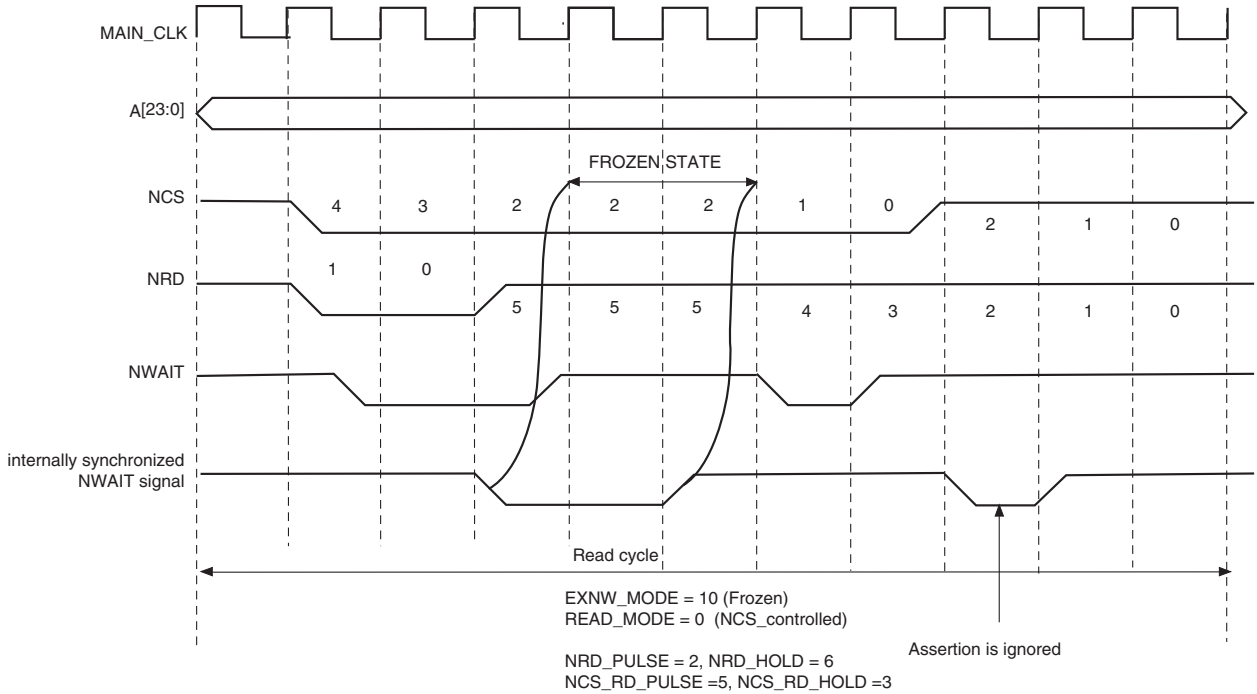 MAIN_CLK
A[23:0]
FROZEN STATE
NCS
4 3 2 2 2 1 0
2 1 0
1 0
NRD
5 5 5 4 3 2 1 0
NWAIT
internally synchronized
NWAIT signal
Read cycle
EXNW_MODE = 10 (Frozen)
READ_MODE = 0 (NCS_controlled)
Assertion is ignored
NRD_PULSE = 2, NRD_HOLD = 6
NCS_RD_PULSE =5, NCS_RD_HOLD =3